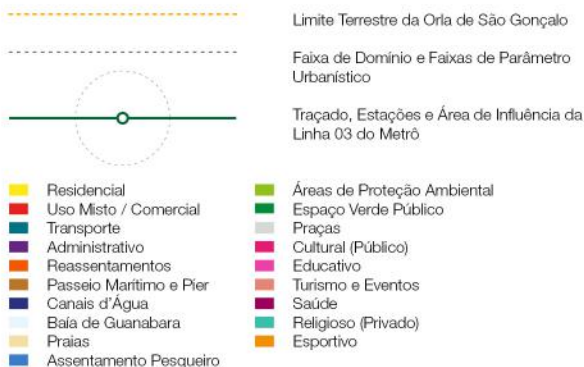 Limite Terrestre da Orla de São Gonçalo
Faixa de Domínio e Faixas de Parâmetro
Urbanístico
Traçado, Estações e Área de Influência da
Linha 03 do Metrô
Residencial
Uso Misto / Comercial
Transporte
Administrativo
Reassentamentos
Passeio Marítimo e Píer
Canais d'Água
Baía de Guanabara
Praias
Assentamento Pesqueiro
Áreas de Proteção Ambiental
Espaço Verde Público
Praças
Cultural (Público)
Educativo
Turismo e Eventos
Saúde
Religioso (Privado)
Esportivo